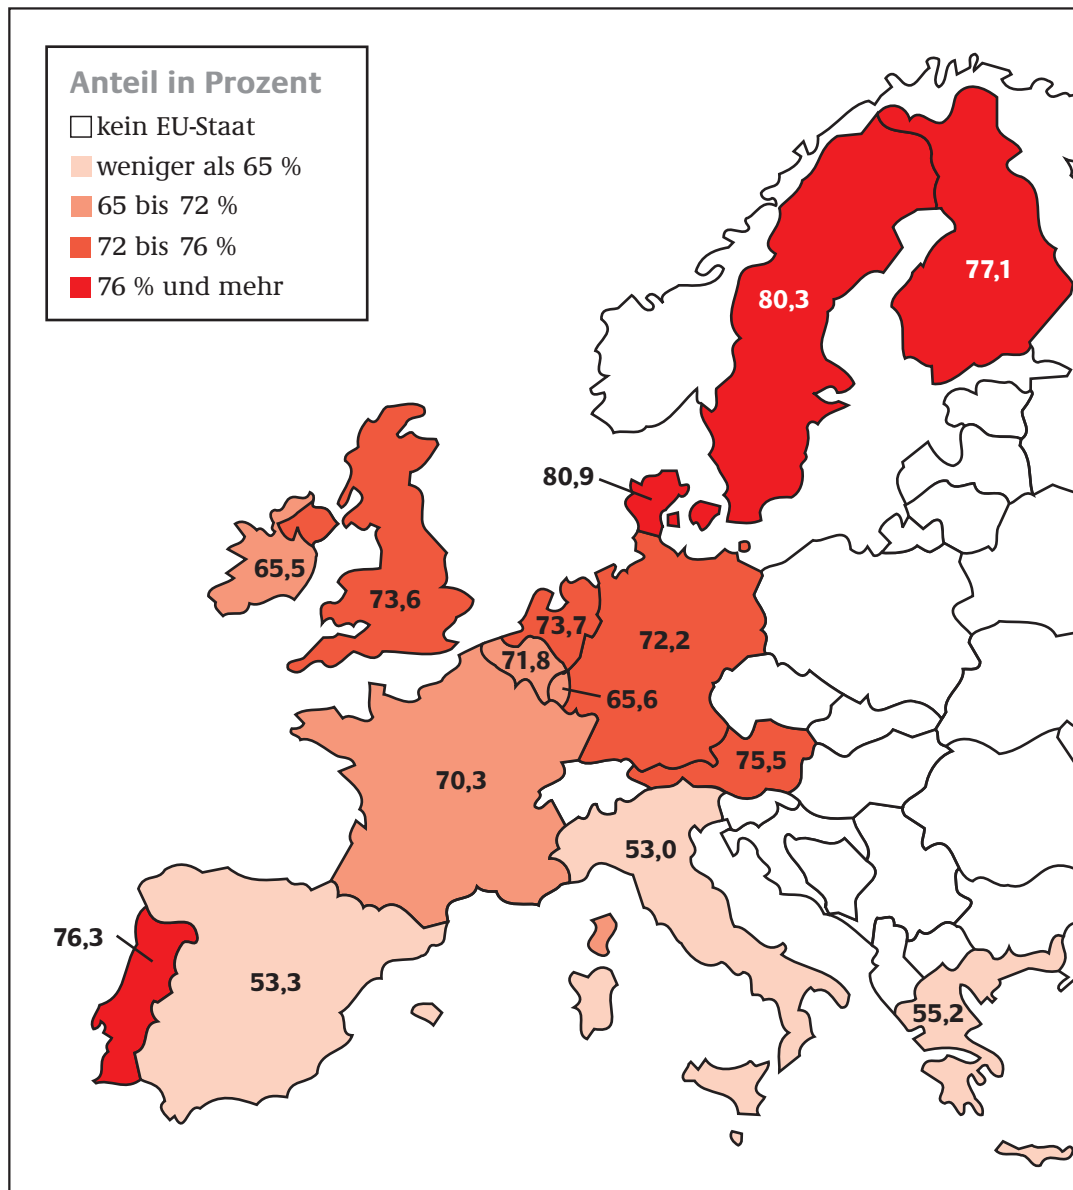 Anteil in Prozent
kein EU-Staat
weniger als 65 %
65 bis 72 %
72 bis 76 %
76 % und mehr
77,1
80,3
80,9
65,5
73,6
73,7
72,2
71,8
65,6
75,5
70,3
53,0
76,3
53,3
55,2